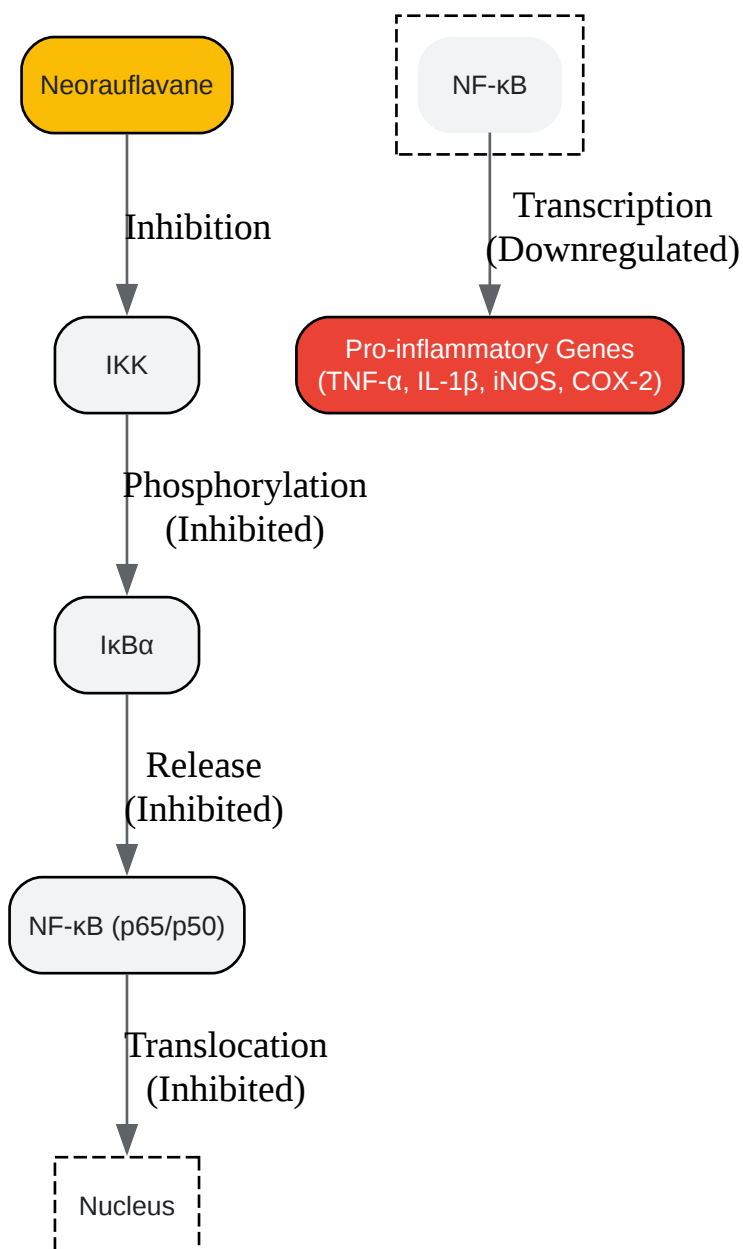 Neorauflavane
NF-κB
Inhibition
Transcription
(Downregulated)
IKK
Pro-inflammatory Genes
(TNF-α, IL-1β, iNOS, COX-2)
Phosphorylation
(Inhibited)
IκBα
Release
(Inhibited)
NF-κB (p65/p50)
Translocation
(Inhibited)
Nucleus